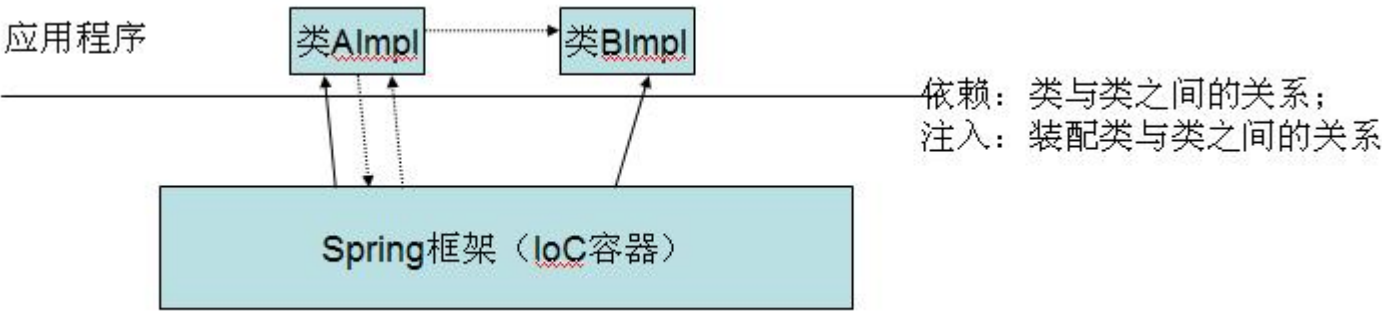 应用程序
类AImpl
类BImpl
依赖：类与类之间的关系；
注入：装配类与类之间的关系
Spring框架（IoC容器）